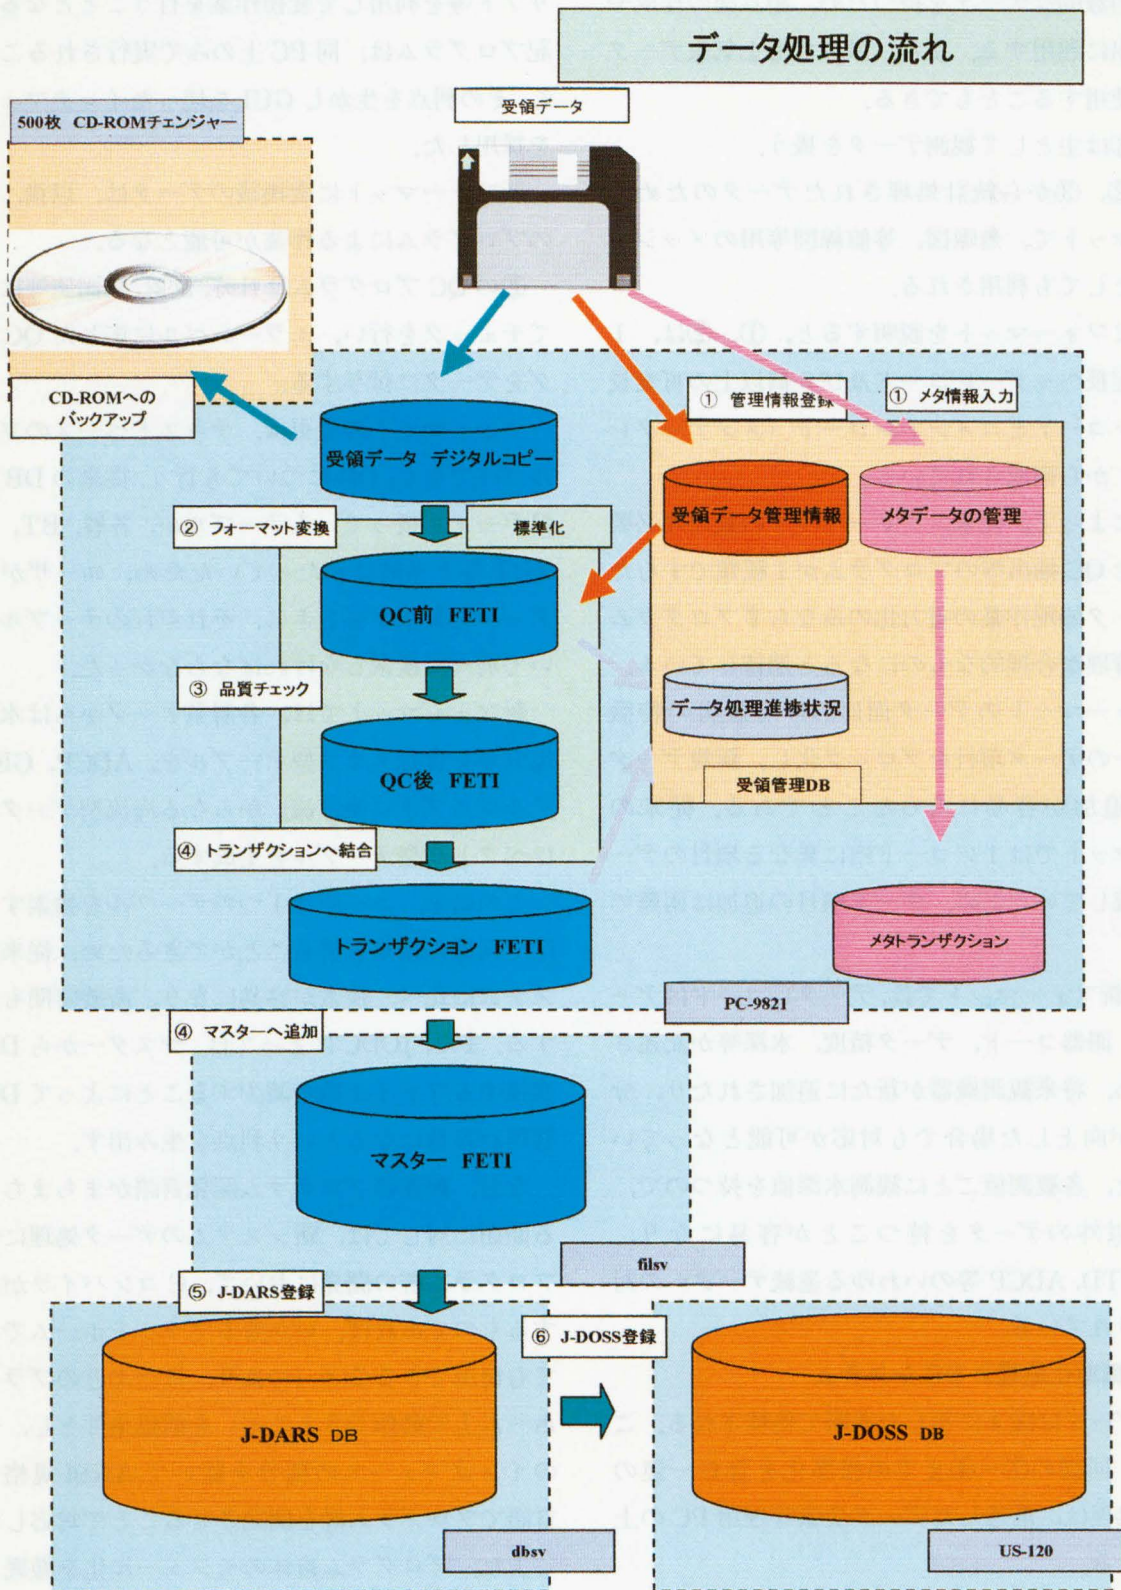 データ処理の流れ
受領データ
500枚 CD-ROMチェンジャー
CD-ROMへの
バックアップ
① 管理情報登録
① メタ情報入力
受領データ デジタルコピー
受領データ管理情報
メタデータの管理
② フォーマット変換
標準化
QC前 FETI
③ 品質チェック
データ処理進捗状況
QC後 FETI
受領管理DB
④ トランザクションへ結合
トランザクション FETI
メタトランザクション
PC-9821
④ マスターへ追加
マスター FETI
filsv
⑤ J-DARS登録
⑥ J-DOSS登録
J-DARS DB
J-DOSS DB
dbsv
US-120